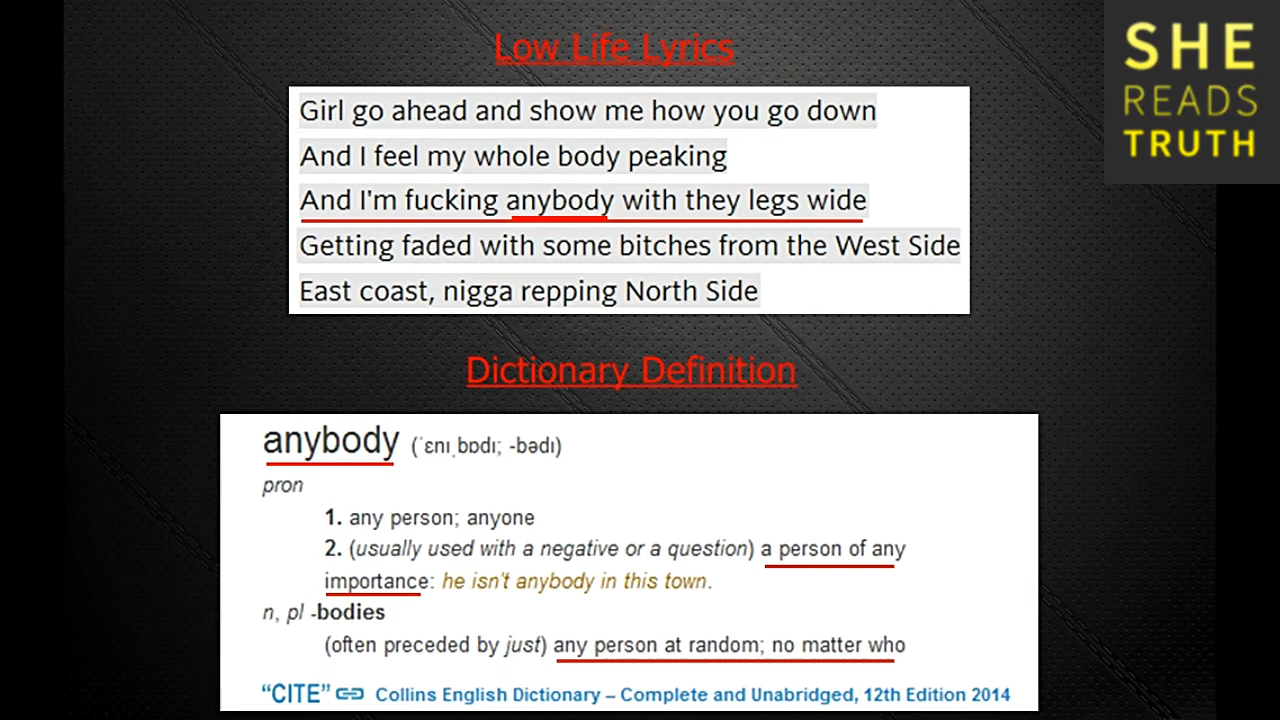 Low Life Lyrics
SHE
READS
TRUTH
Girl go ahead and show me how you go down
And I feel my whole body peaking
And I'm fucking anybody with they legs wide
Getting faded with some bitches from the West Side
East coast, nigga repping North Side
Dictionary Definition
anybody (ˈɛnɪˌbɒdɪ; -bədɪ)
pron
1. any person; anyone
2. (usually used with a negative or a question) a person of any
importance: he isn't anybody in this town.
n, pl -bodies
(often preceded by just) any person at random; no matter who
“CITE” Collins English Dictionary – Complete and Unabridged, 12th Edition 2014